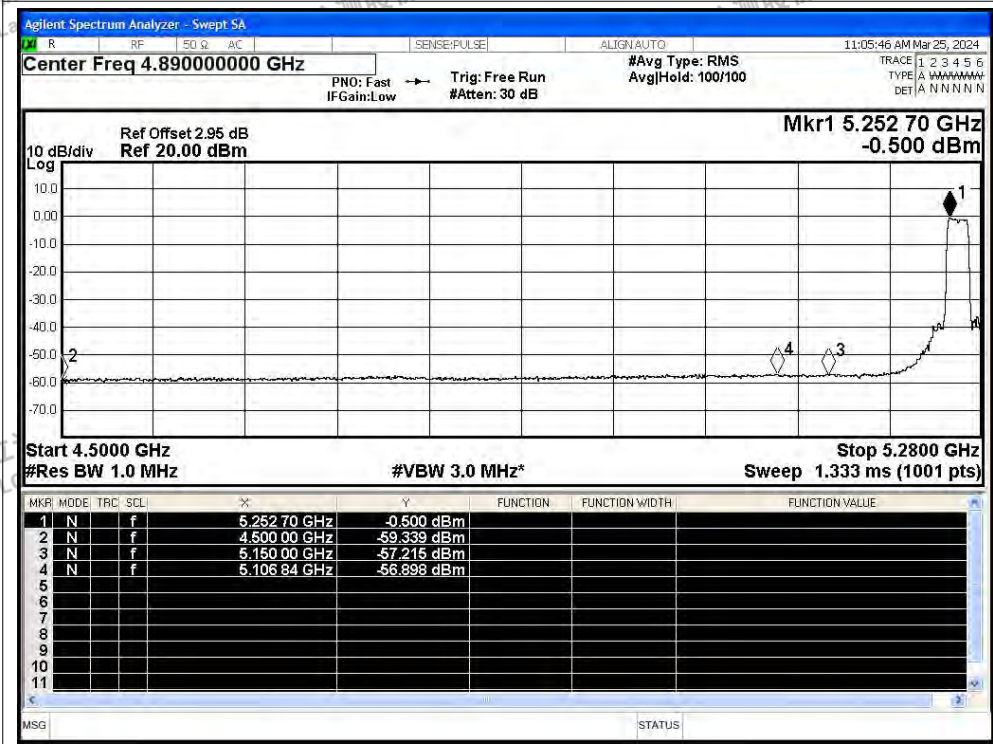 Agilent Spectrum Analyzer - Swept SA
LXI R RF 50 Ω AC SENSE:PULSE ALIGN AUTO 11:05:46 AM Mar 25, 2024
Center Freq 4.890000000 GHz #Avg Type: RMS TRACE 1 2 3 4 5 6
PNO: Fast Trig: Free Run Avg|Hold: 100/100 TYPE A WWWWW
IFGain:Low #Atten: 30 dB DET A N N N N N
Mkr1 5.252 70 GHz
Ref Offset 2.95 dB
10 dB/div Ref 20.00 dBm -0.500 dBm
Log
10.0
0.00
-10.0
-20.0
-30.0
-40.0
-50.0
-60.0
-70.0
1
2
4
3
Start 4.5000 GHz Stop 5.2800 GHz
#Res BW 1.0 MHz #VBW 3.0 MHz* Sweep 1.333 ms (1001 pts)
MKR MODE TRC SCL X Y FUNCTION FUNCTION WIDTH FUNCTION VALUE
1 N f 5.252 70 GHz -0.500 dBm
2 N f 4.500 00 GHz -59.339 dBm
3 N f 5.150 00 GHz -57.215 dBm
4 N f 5.106 84 GHz -56.898 dBm
5
6
7
8
9
10
11
MSG STATUS